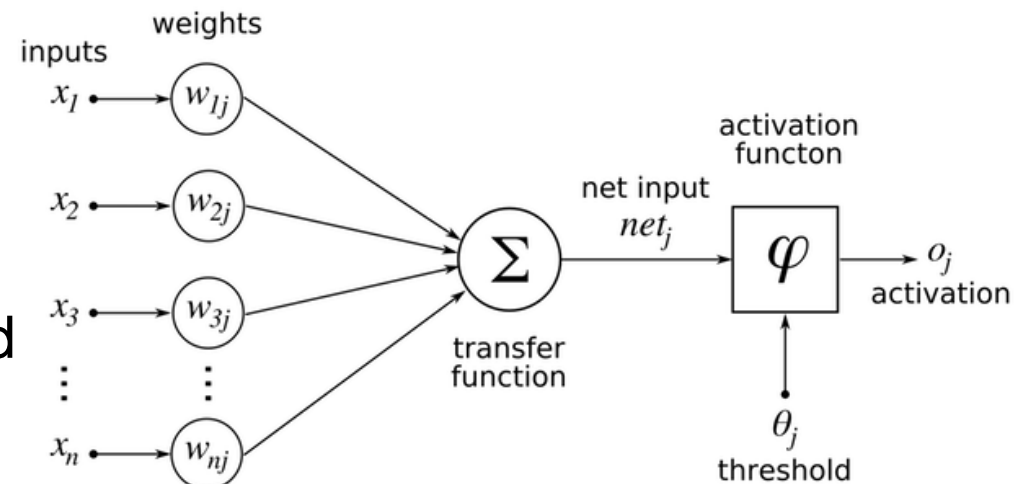 weights
inputs
x1
w1j
x2
w2j
x3
w3j
⋮ ⋮
xn
wnj
d
Σ
transfer
function
net input
netj
activation
functon
φ
oj
activation
θj
threshold